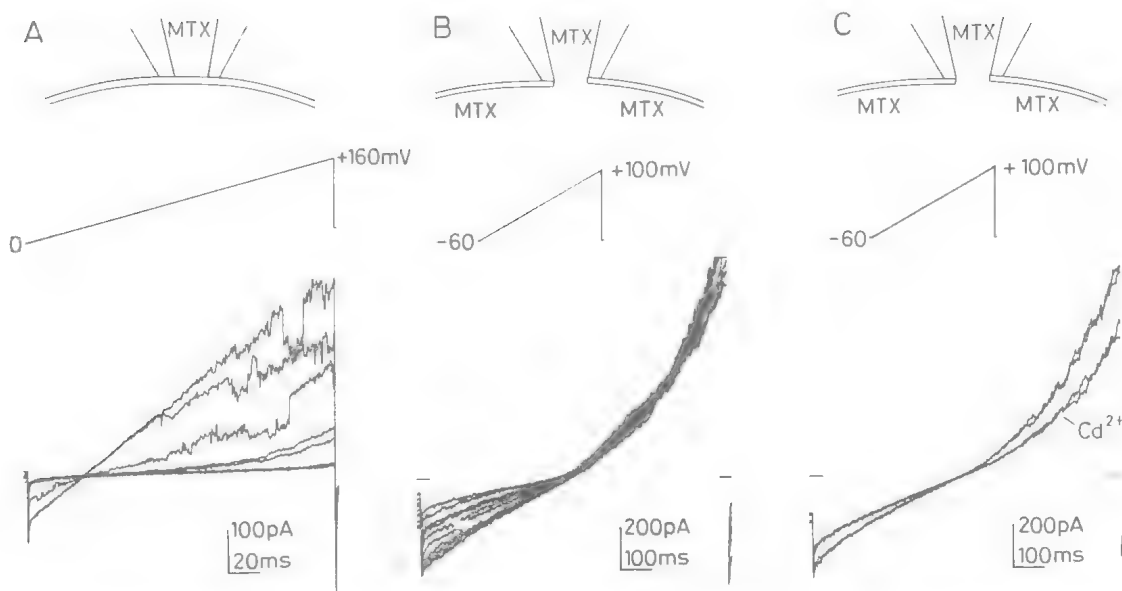 A
MTX
B
MTX
MTX
MTX
C
MTX
MTX
MTX
+160mV
0
+100mV
-60
+100mV
-60
100pA
20ms
200pA
100ms
Cd²⁺
200pA
100ms